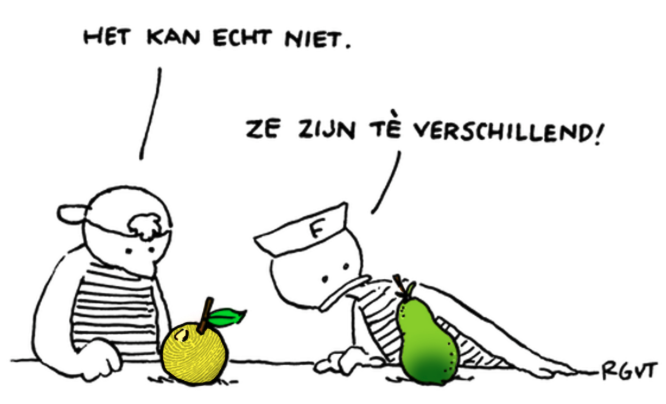 HET KAN ECHT NIET.
ZE ZIJN TÈ VERSCHILLEND!
F
RGVT